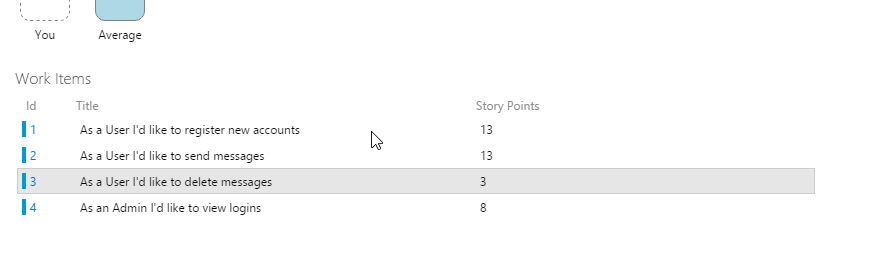 You Average
Work Items
Id Title Story Points
1 As a User I'd like to register new accounts 13
2 As a User I'd like to send messages 13
3 As a User I'd like to delete messages 3
4 As an Admin I'd like to view logins 8